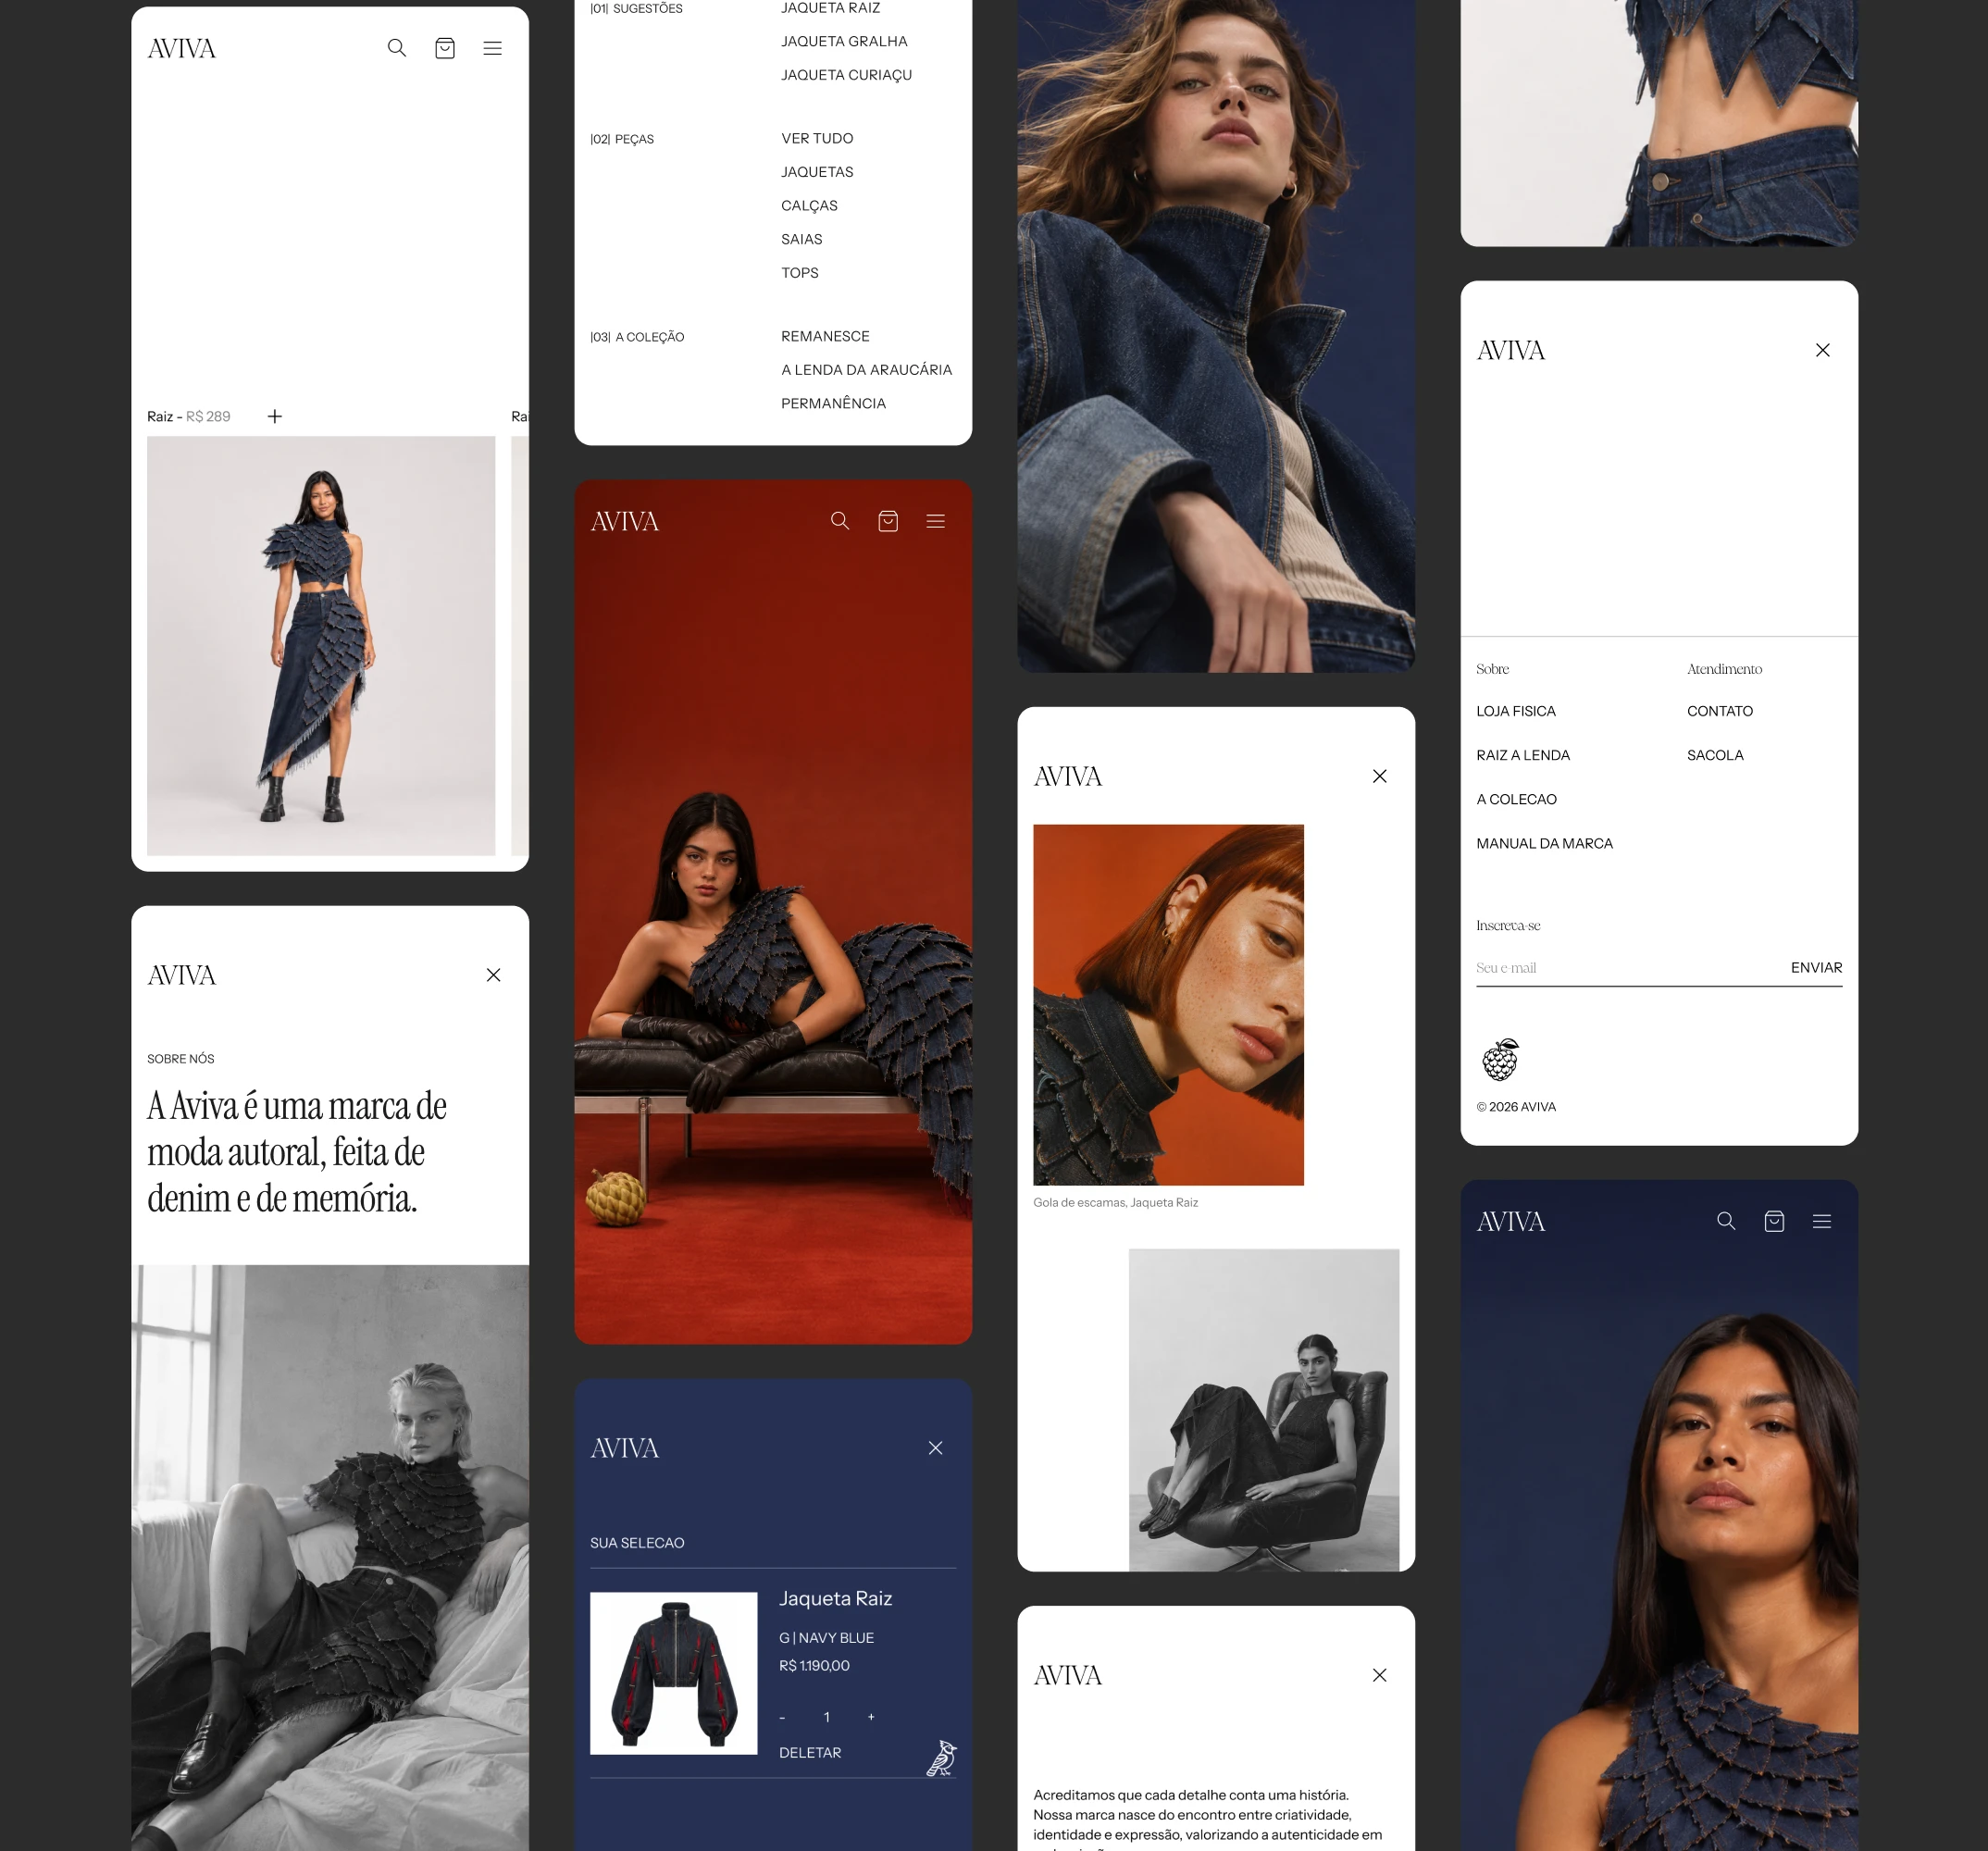 AVIVA
Raiz - R$ 289
Rai
AVIVA
SOBRE NÓS
A Aviva é uma marca de
moda autoral, feita de
denim e de memória.
|01| SUGESTÕES
JAQUETA RAIZ
JAQUETA GRALHA
JAQUETA CURIAÇU
|02| PEÇAS
VER TUDO
JAQUETAS
CALÇAS
SAIAS
TOPS
|03| A COLEÇÃO
REMANESCE
A LENDA DA ARAUCÁRIA
PERMANÊNCIA
AVIVA
AVIVA
SUA SELECAO
Jaqueta Raiz
G | NAVY BLUE
R$ 1.190,00
- 1 +
DELETAR
AVIVA
Gola de escamas, Jaqueta Raiz
AVIVA
Acreditamos que cada detalhe conta uma história.
Nossa marca nasce do encontro entre criatividade,
identidade e expressão, valorizando a autenticidade em
AVIVA
Sobre
LOJA FISICA
RAIZ A LENDA
A COLECAO
MANUAL DA MARCA
Atendimento
CONTATO
SACOLA
Inscreva-se
Seu e-mail ENVIAR
© 2026 AVIVA
AVIVA